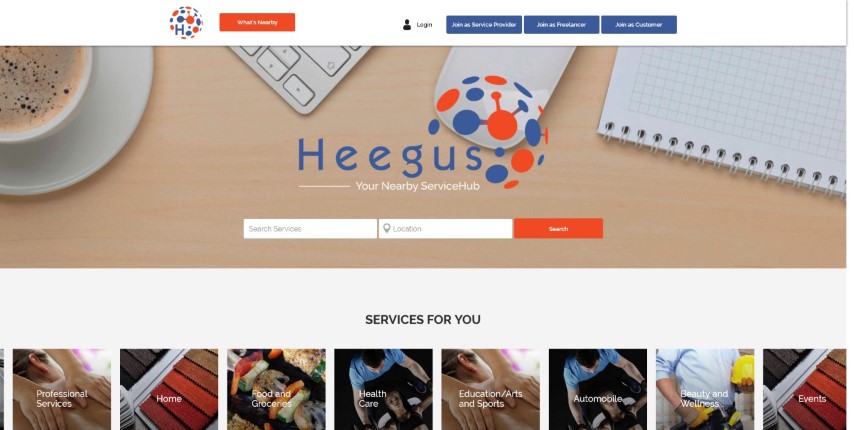 H
What's Nearby
Login
Join as Service Provider
Join as Freelancer
Join as Customer
Heegus
Your Nearby ServiceHub
Search Services
Location
Search
SERVICES FOR YOU
Professional
Services
Home
Food and
Groceries
Health
Care
Education/Arts
and Sports
Automobile
Beauty and
Wellness
Events